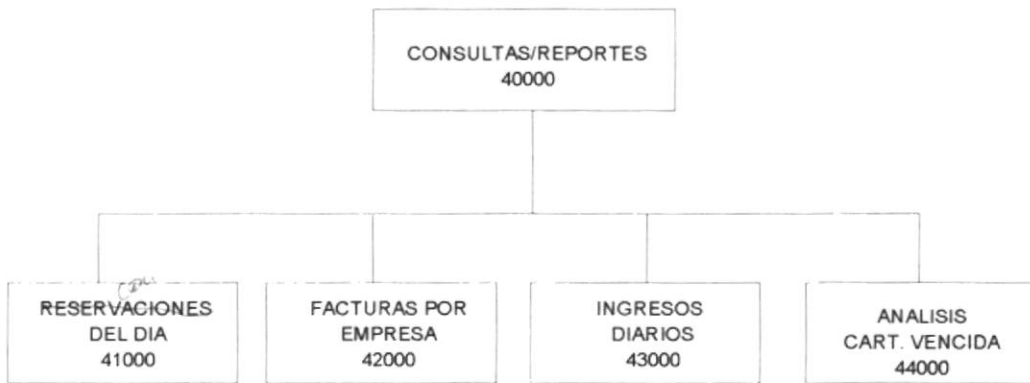 CONSULTAS/REPORTES
40000
RESERVACIONES
DEL DIA
41000
FACTURAS POR
EMPRESA
42000
INGRESOS
DIARIOS
43000
ANALISIS
CART. VENCIDA
44000